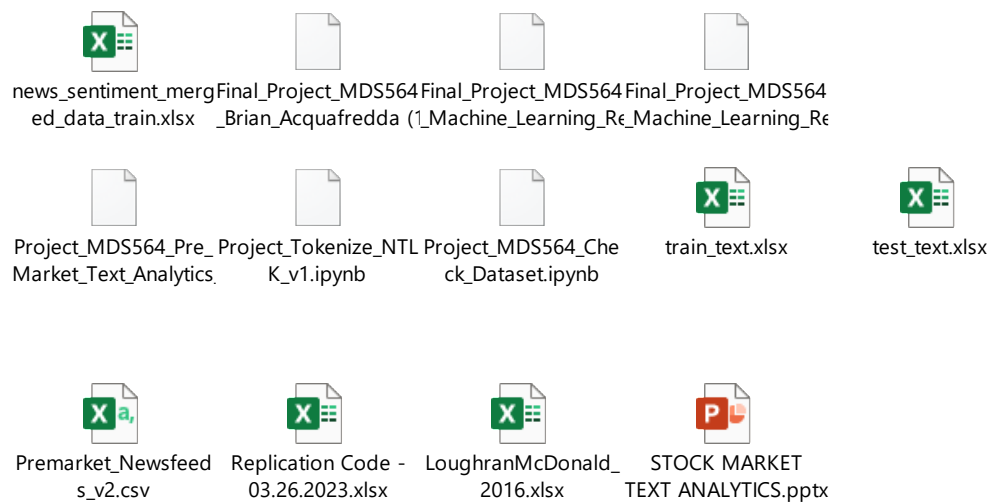 news_sentiment_merg
ed_data_train.xlsx
Final_Project_MDS564
_Brian_Acquafredda (1
Final_Project_MDS564
_Machine_Learning_Re
Final_Project_MDS564
_Machine_Learning_Re
Project_MDS564_Pre_
Market_Text_Analytics_
Project_Tokenize_NTL
K_v1.ipynb
Project_MDS564_Che
ck_Dataset.ipynb
train_text.xlsx
test_text.xlsx
Premarket_Newsfeed
s_v2.csv
Replication Code -
03.26.2023.xlsx
LoughranMcDonald_
2016.xlsx
STOCK MARKET
TEXT ANALYTICS.pptx